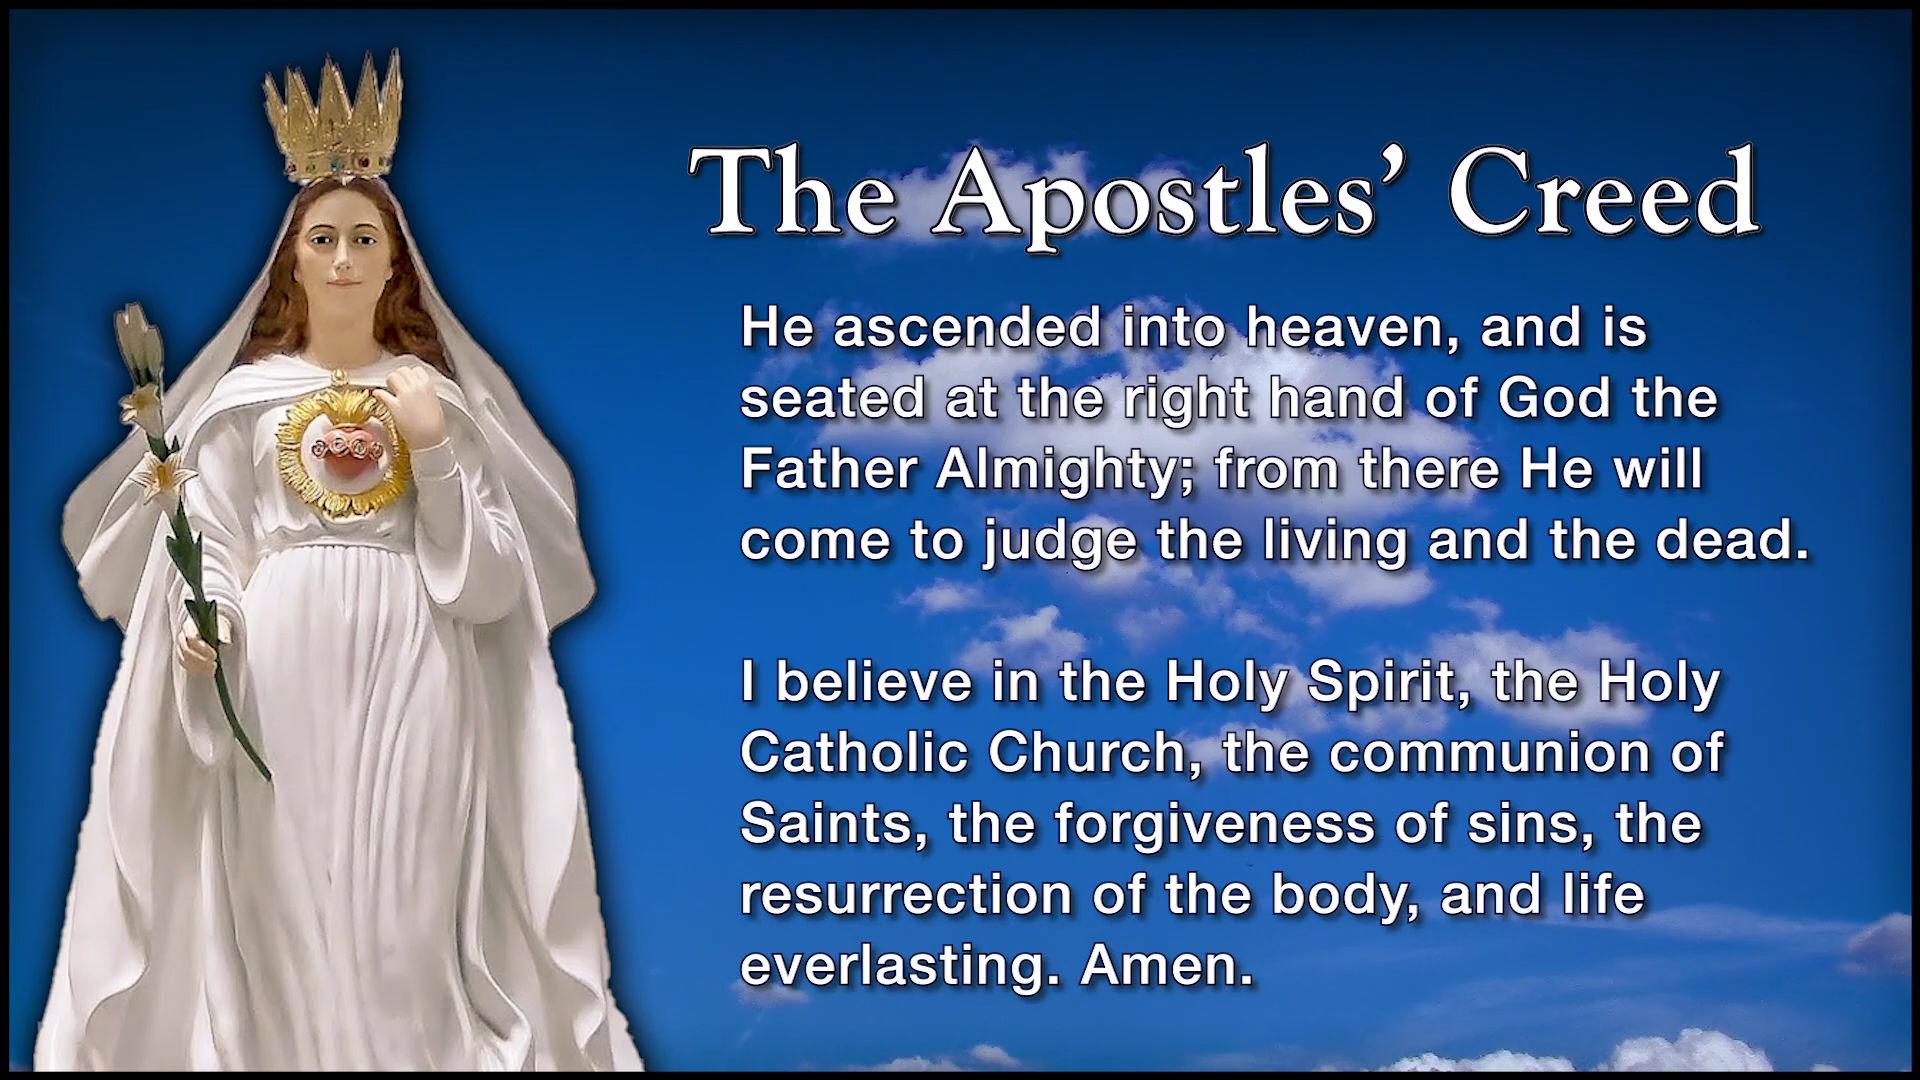 The Apostles’ Creed
He ascended into heaven, and is
seated at the right hand of God the
Father Almighty; from there He will
come to judge the living and the dead.
I believe in the Holy Spirit, the Holy
Catholic Church, the communion of
Saints, the forgiveness of sins, the
resurrection of the body, and life
everlasting. Amen.